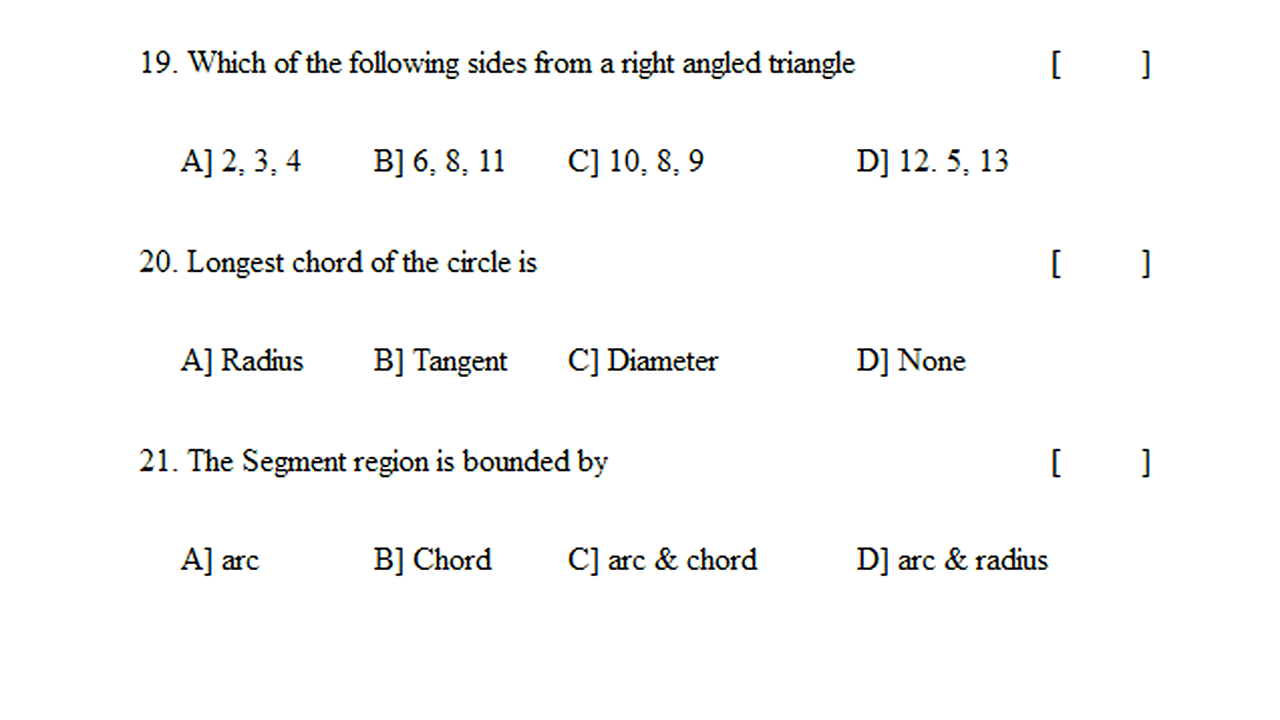 19. Which of the following sides from a right angled triangle [ ]
A] 2, 3, 4 B] 6, 8, 11 C] 10, 8, 9 D] 12. 5, 13
20. Longest chord of the circle is [ ]
A] Radius B] Tangent C] Diameter D] None
21. The Segment region is bounded by [ ]
A] arc B] Chord C] arc & chord D] arc & radius